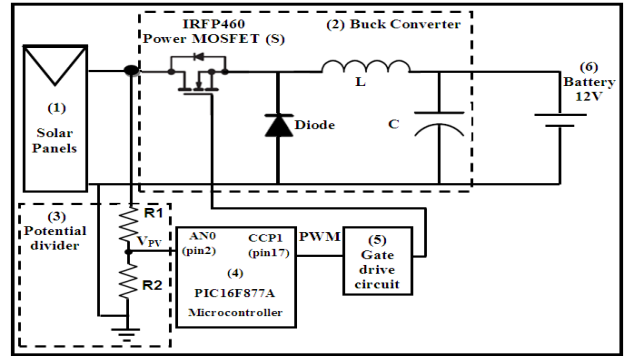 IRFP460
Power MOSFET (S)
(2) Buck Converter
(1)
Solar
Panels
L
Diode
C
(6)
Battery
12V
(3)
Potential
divider
R1
VPV
R2
AN0
(pin2)
CCP1
(pin17)
(4)
PIC16F877A
Microcontroller
PWM
(5)
Gate
drive
circuit